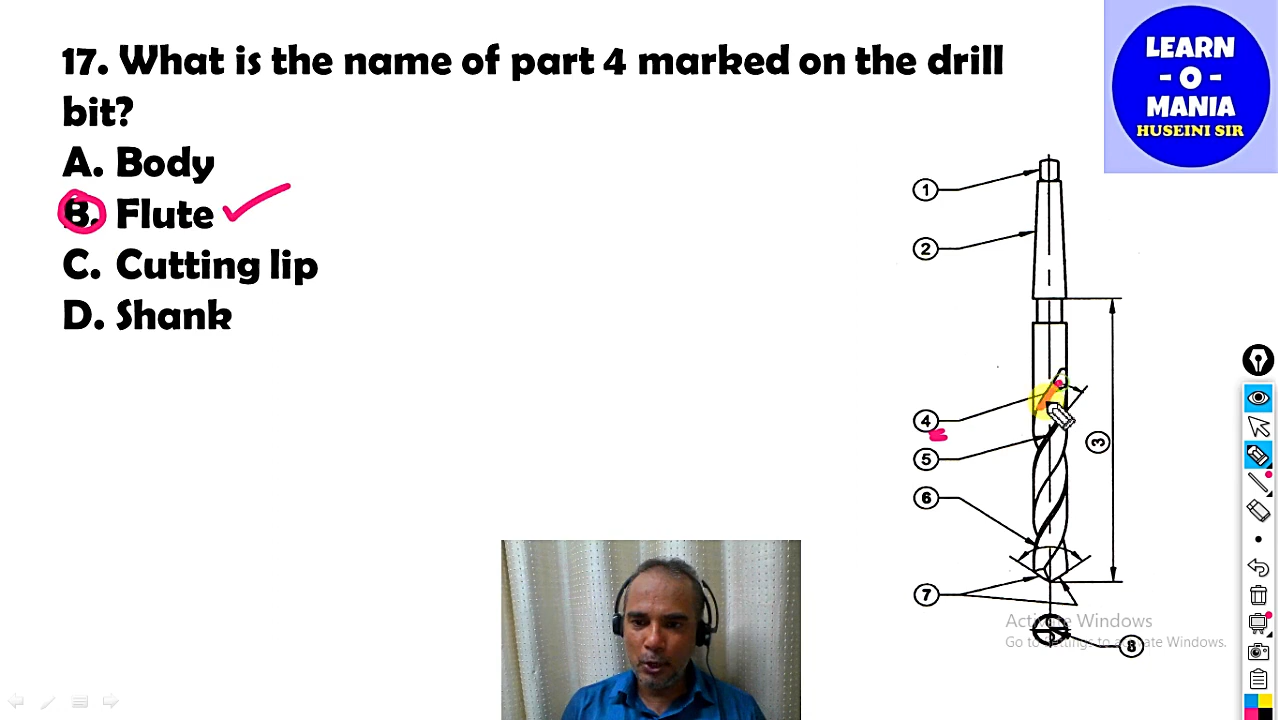 17. What is the name of part 4 marked on the drill
bit?
A. Body
B. Flute
C. Cutting lip
D. Shank
LEARN
- O -
MANIA
HUSEINI SIR
1
2
3
4
5
6
7
8
Activate Windows
Go to Settings to activate Windows.